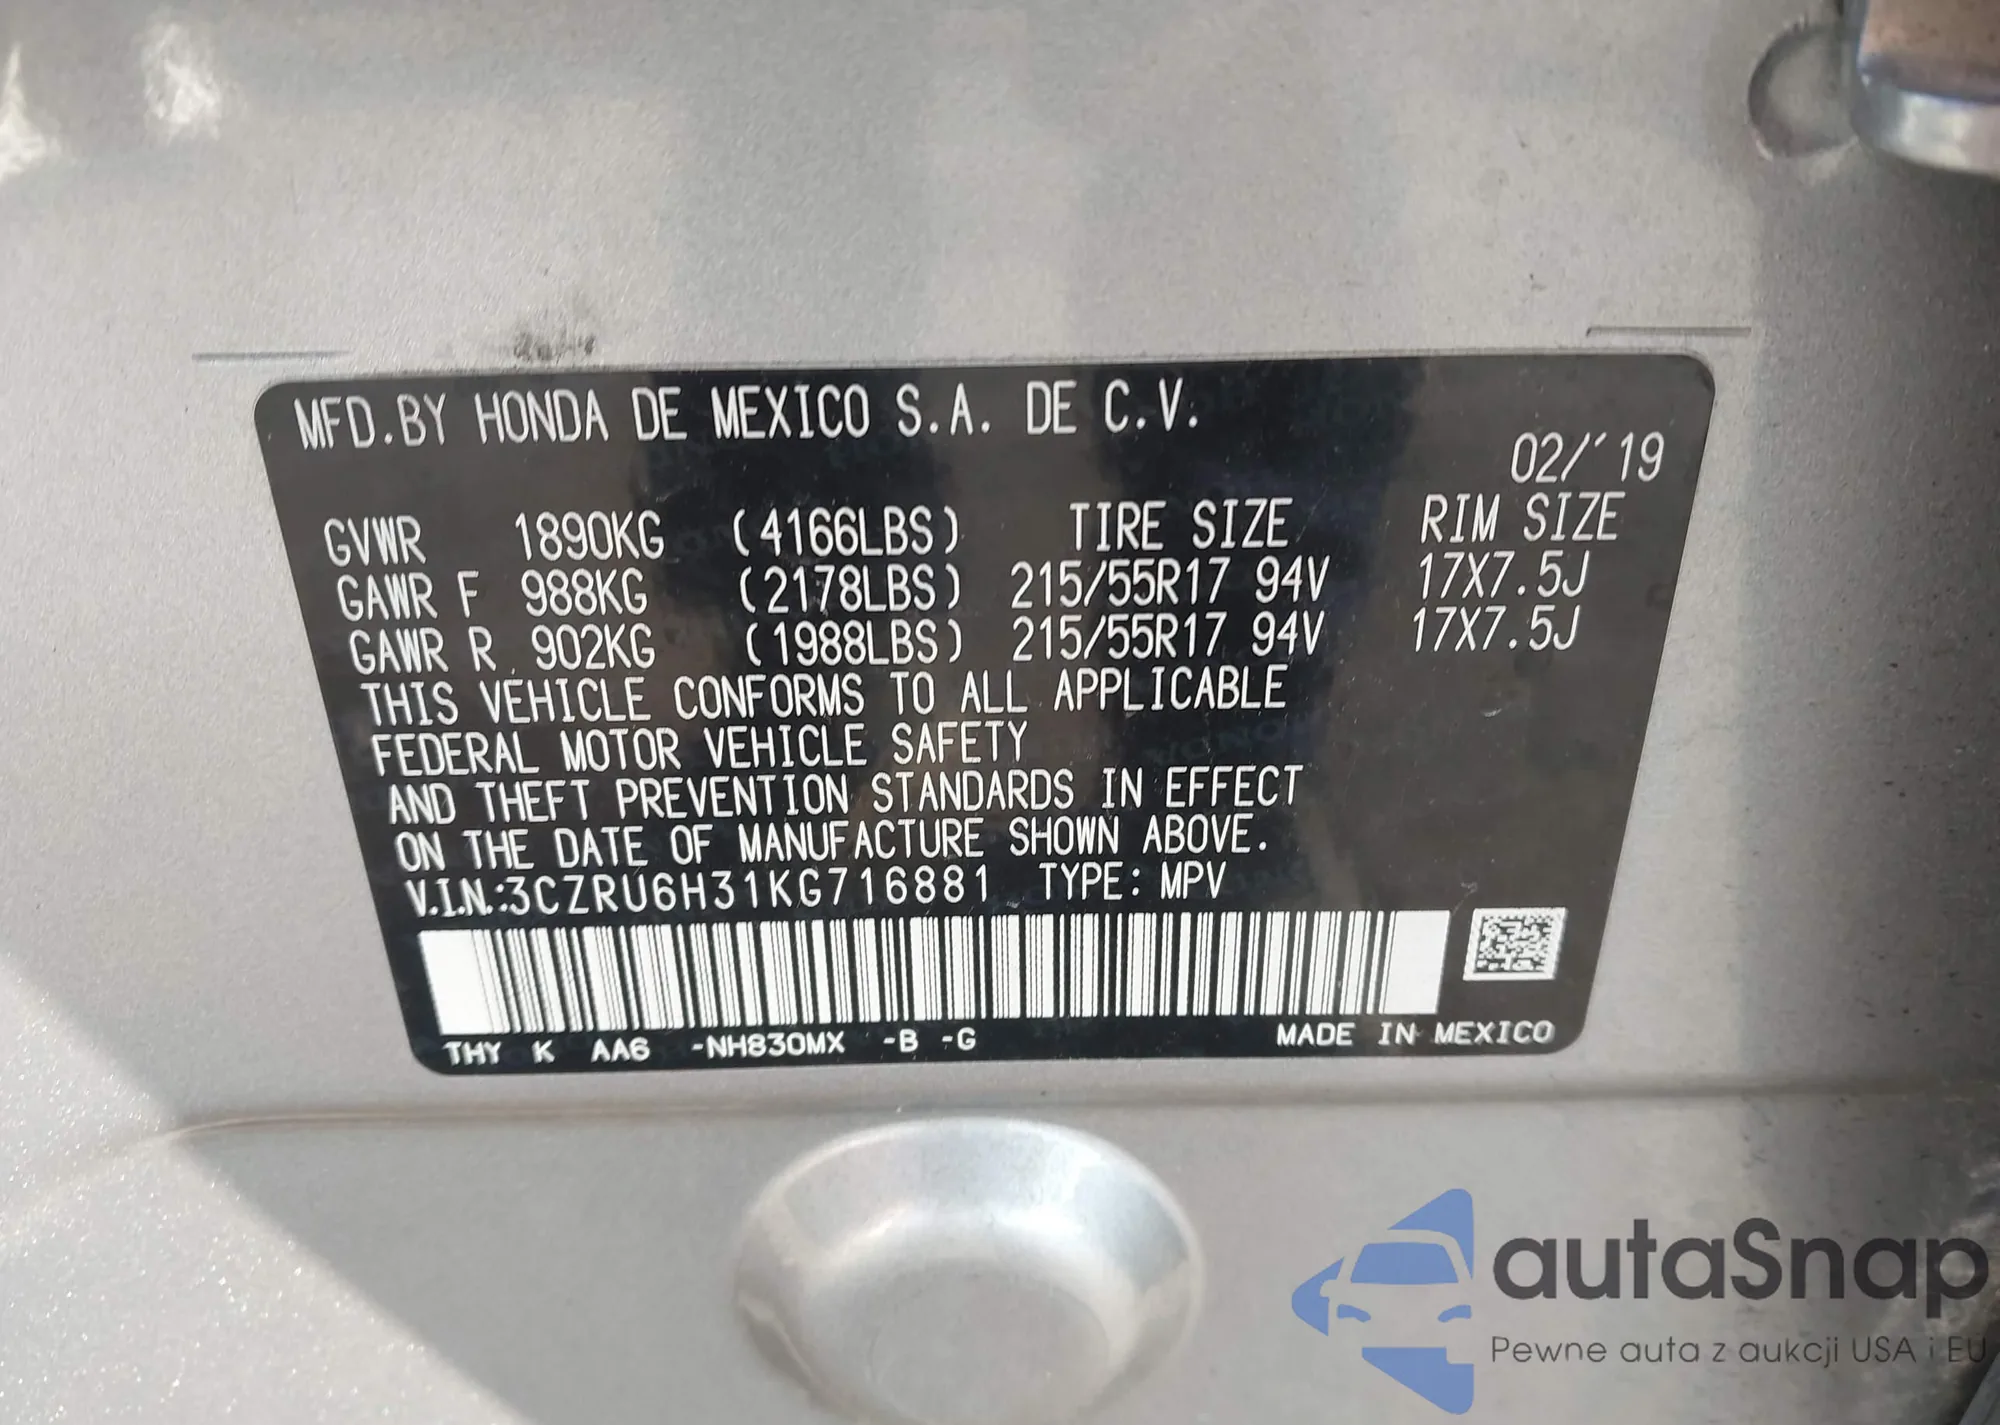 MFD.BY HONDA DE MEXICO S.A. DE C.V.
02/'19
GVWR 1890KG (4166LBS) TIRE SIZE RIM SIZE
GAWR F 988KG (2178LBS) 215/55R17 94V 17X7.5J
GAWR R 902KG (1988LBS) 215/55R17 94V 17X7.5J
THIS VEHICLE CONFORMS TO ALL APPLICABLE
FEDERAL MOTOR VEHICLE SAFETY
AND THEFT PREVENTION STANDARDS IN EFFECT
ON THE DATE OF MANUFACTURE SHOWN ABOVE.
V.I.N.:3CZRU6H31KG716881 TYPE: MPV
THY K AA6 -NH830MX -B -G MADE IN MEXICO
autaSnap
Pewne auta z aukcji USA i EU